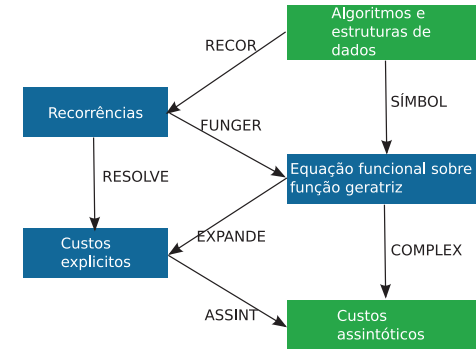 Algoritmos e
estruturas de
dados
RECOR
SÍMBOL
Recorrências
FUNGER
Equação funcional sobre
função geratriz
RESOLVE
Custos
explicitos
EXPANDE
COMPLEX
ASSINT
Custos
assintóticos